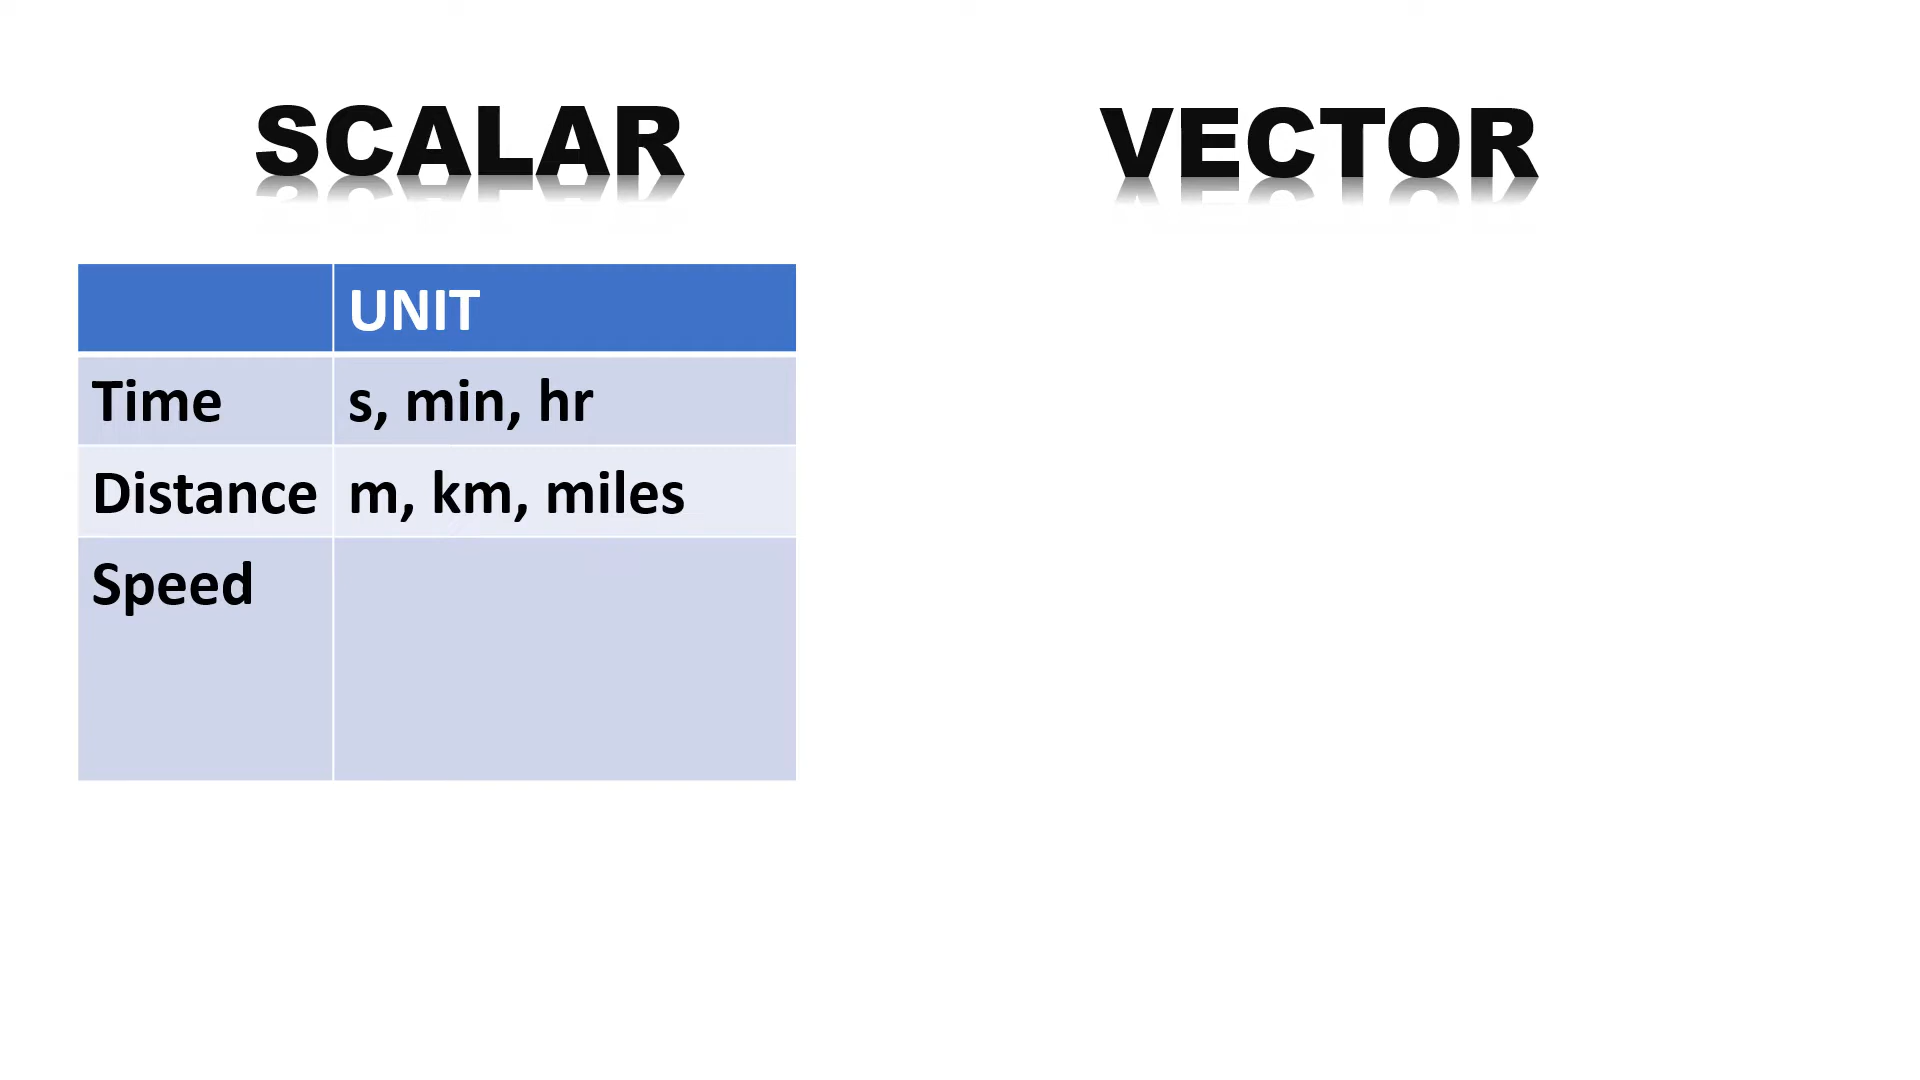 SCALAR
VECTOR
UNIT
Time s, min, hr
Distance m, km, miles
Speed